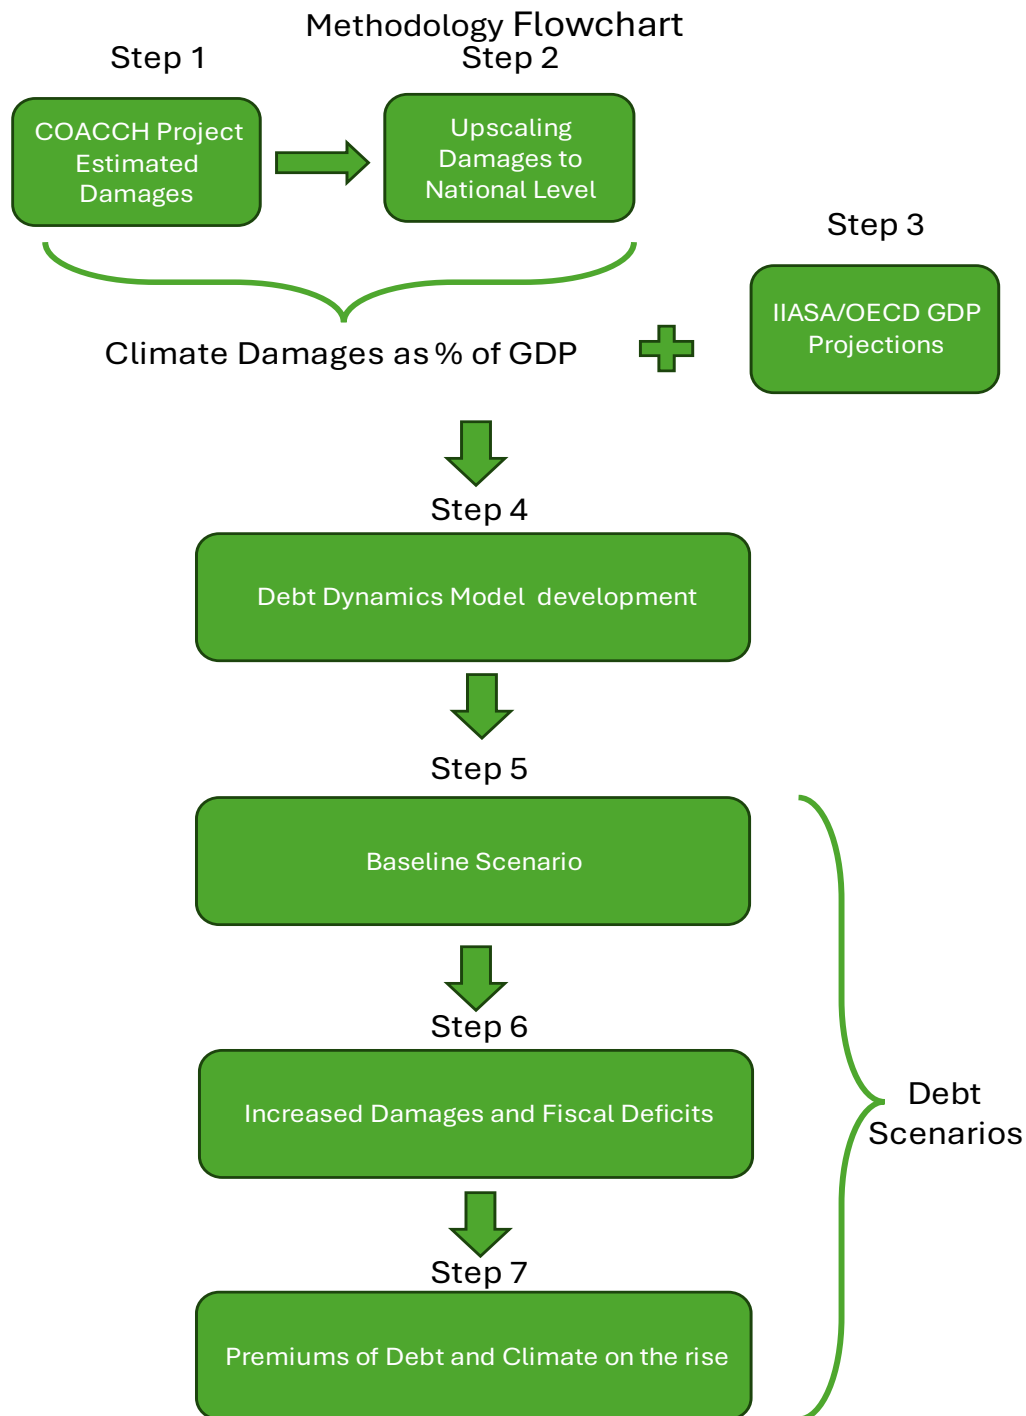 Methodology Flowchart
Step 1
Step 2
COACCH Project
Estimated
Damages
Upscaling
Damages to
National Level
Step 3
IIASA/OECD GDP
Projections
Climate Damages as % of GDP
Step 4
Debt Dynamics Model development
Step 5
Baseline Scenario
Step 6
Increased Damages and Fiscal Deficits
Debt
Scenarios
Step 7
Premiums of Debt and Climate on the rise